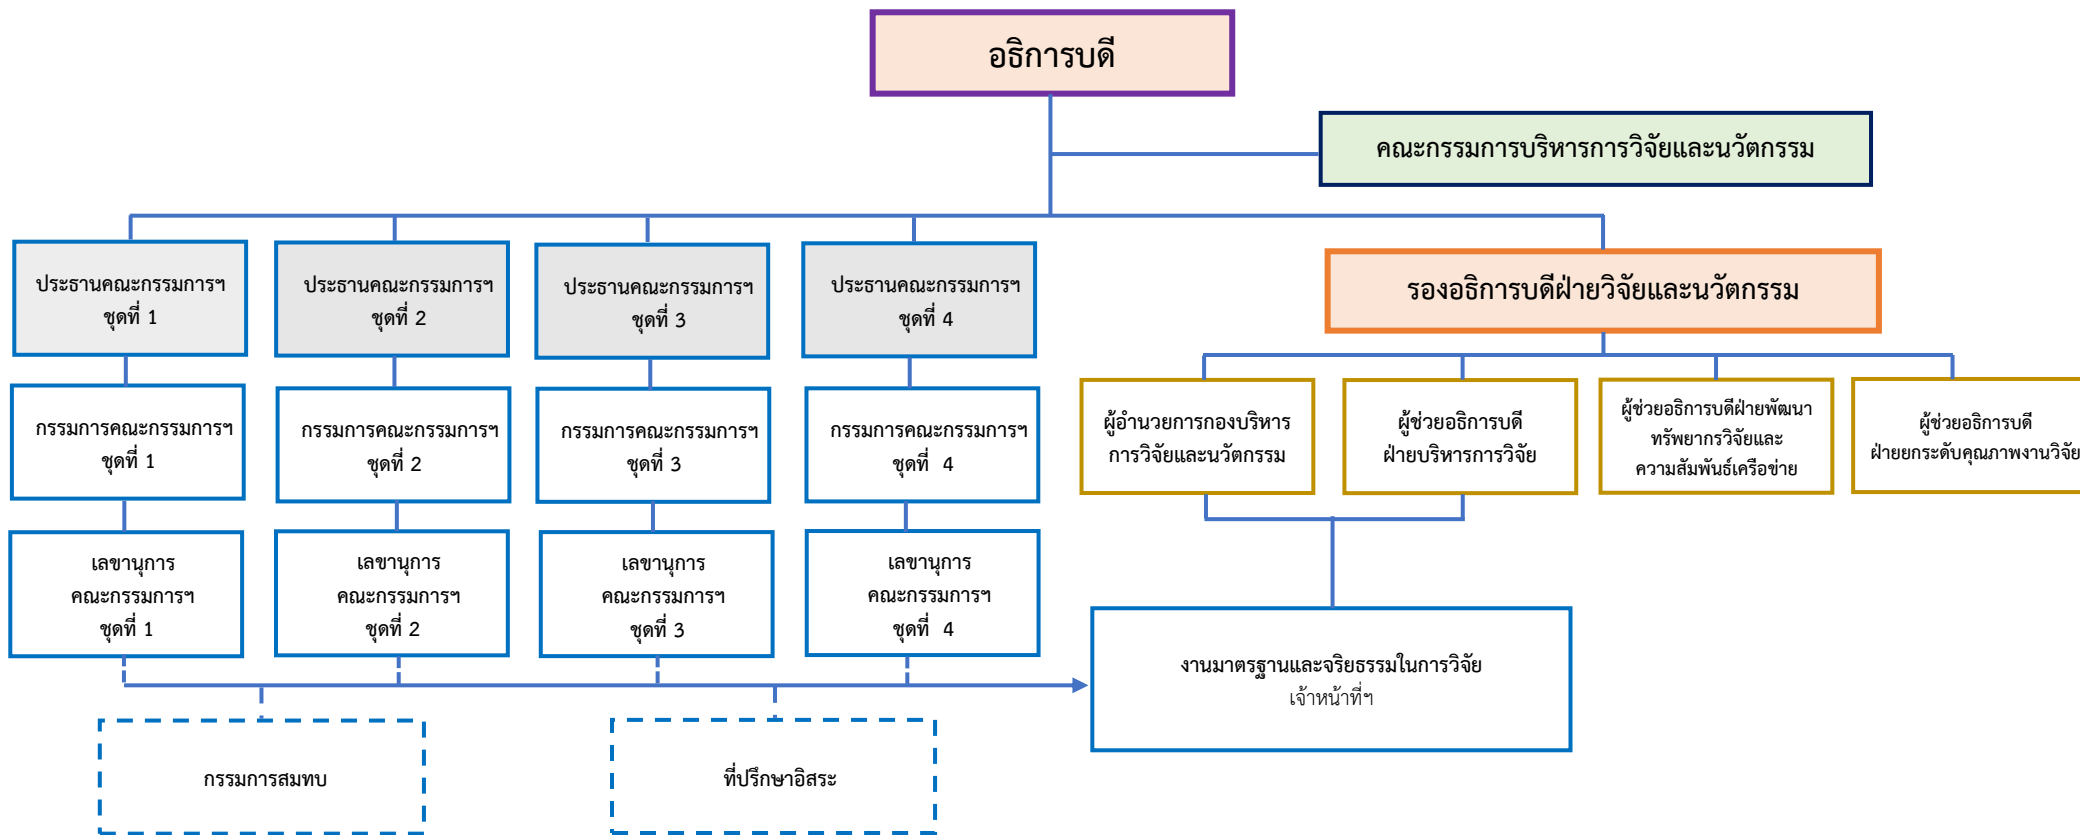 อธิการบดี
คณะกรรมการบริหารการวิจัยและนวัตกรรม
ประธานคณะกรรมการฯ
ชุดที่ 1
ประธานคณะกรรมการฯ
ชุดที่ 2
ประธานคณะกรรมการฯ
ชุดที่ 3
ประธานคณะกรรมการฯ
ชุดที่ 4
รองอธิการบดีฝ่ายวิจัยและนวัตกรรม
กรรมการคณะกรรมการฯ
ชุดที่ 1
กรรมการคณะกรรมการฯ
ชุดที่ 2
กรรมการคณะกรรมการฯ
ชุดที่ 3
กรรมการคณะกรรมการฯ
ชุดที่ 4
ผู้อำนวยการกองบริหาร
การวิจัยและนวัตกรรม
ผู้ช่วยอธิการบดี
ฝ่ายบริหารการวิจัย
ผู้ช่วยอธิการบดีฝ่ายพัฒนา
ทรัพยากรวิจัยและ
ความสัมพันธ์เครือข่าย
ผู้ช่วยอธิการบดี
ฝ่ายยกระดับคุณภาพงานวิจัย
เลขานุการ
คณะกรรมการฯ
ชุดที่ 1
เลขานุการ
คณะกรรมการฯ
ชุดที่ 2
เลขานุการ
คณะกรรมการฯ
ชุดที่ 3
เลขานุการ
คณะกรรมการฯ
ชุดที่ 4
งานมาตรฐานและจริยธรรมในการวิจัย
เจ้าหน้าที่ฯ
กรรมการสมทบ
ที่ปรึกษาอิสระ